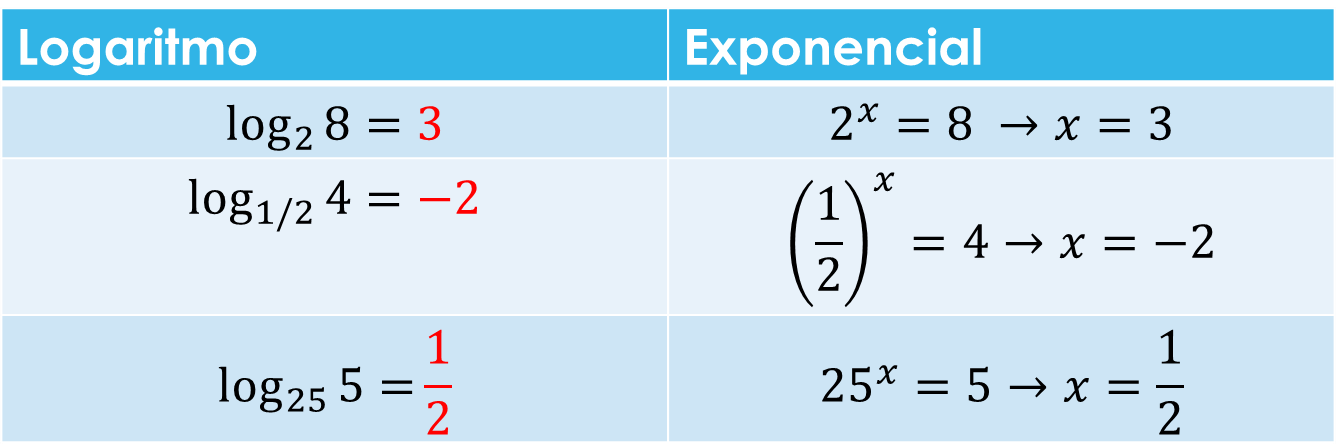 Logaritmo Exponencial
log₂ 8 = 3 2ˣ = 8 → x = 3
log₁/₂ 4 = −2 (1/2)ˣ = 4 → x = −2
log₂₅ 5 = 1/2 25ˣ = 5 → x = 1/2